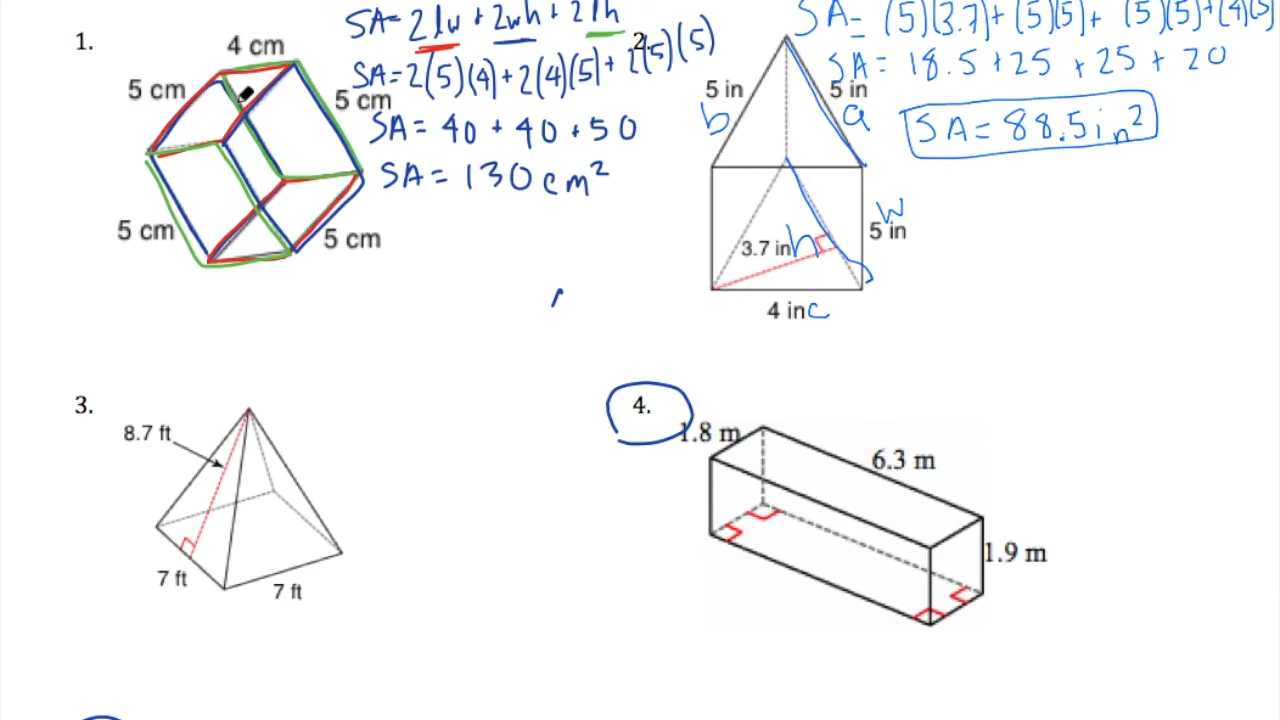 1.
4 cm
5 cm
5 cm
5 cm
5 cm
SA= 2lw + 2wh + 2lh
SA= 2(5)(4) + 2(4)(5) + 2(5)(5)
SA = 40 + 40 + 50
SA = 130 cm²
2.
5 in
5 in
b
a
W
5 in
3.7 in h
4 in c
SA= (5)(3.7) + (5)(5) + (5)(5) + (4)(5)
SA = 18.5 + 25 + 25 + 20
SA = 88.5 in²
3.
8.7 ft
7 ft
7 ft
4.
1.8 m
6.3 m
1.9 m